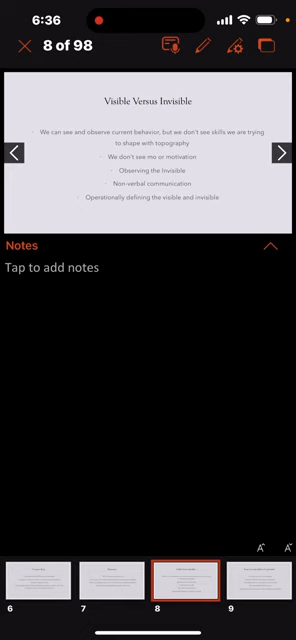 6:36
8 of 98
Visible Versus Invisible
· We can see and observe current behavior, but we don't see skills we are trying
to shape with topography
· We don't see mo or motivation
· Observing the Invisible
· Non-verbal communication
· Operationally defining the visible and invisible
Notes
Tap to add notes
A A
6 7 8 9